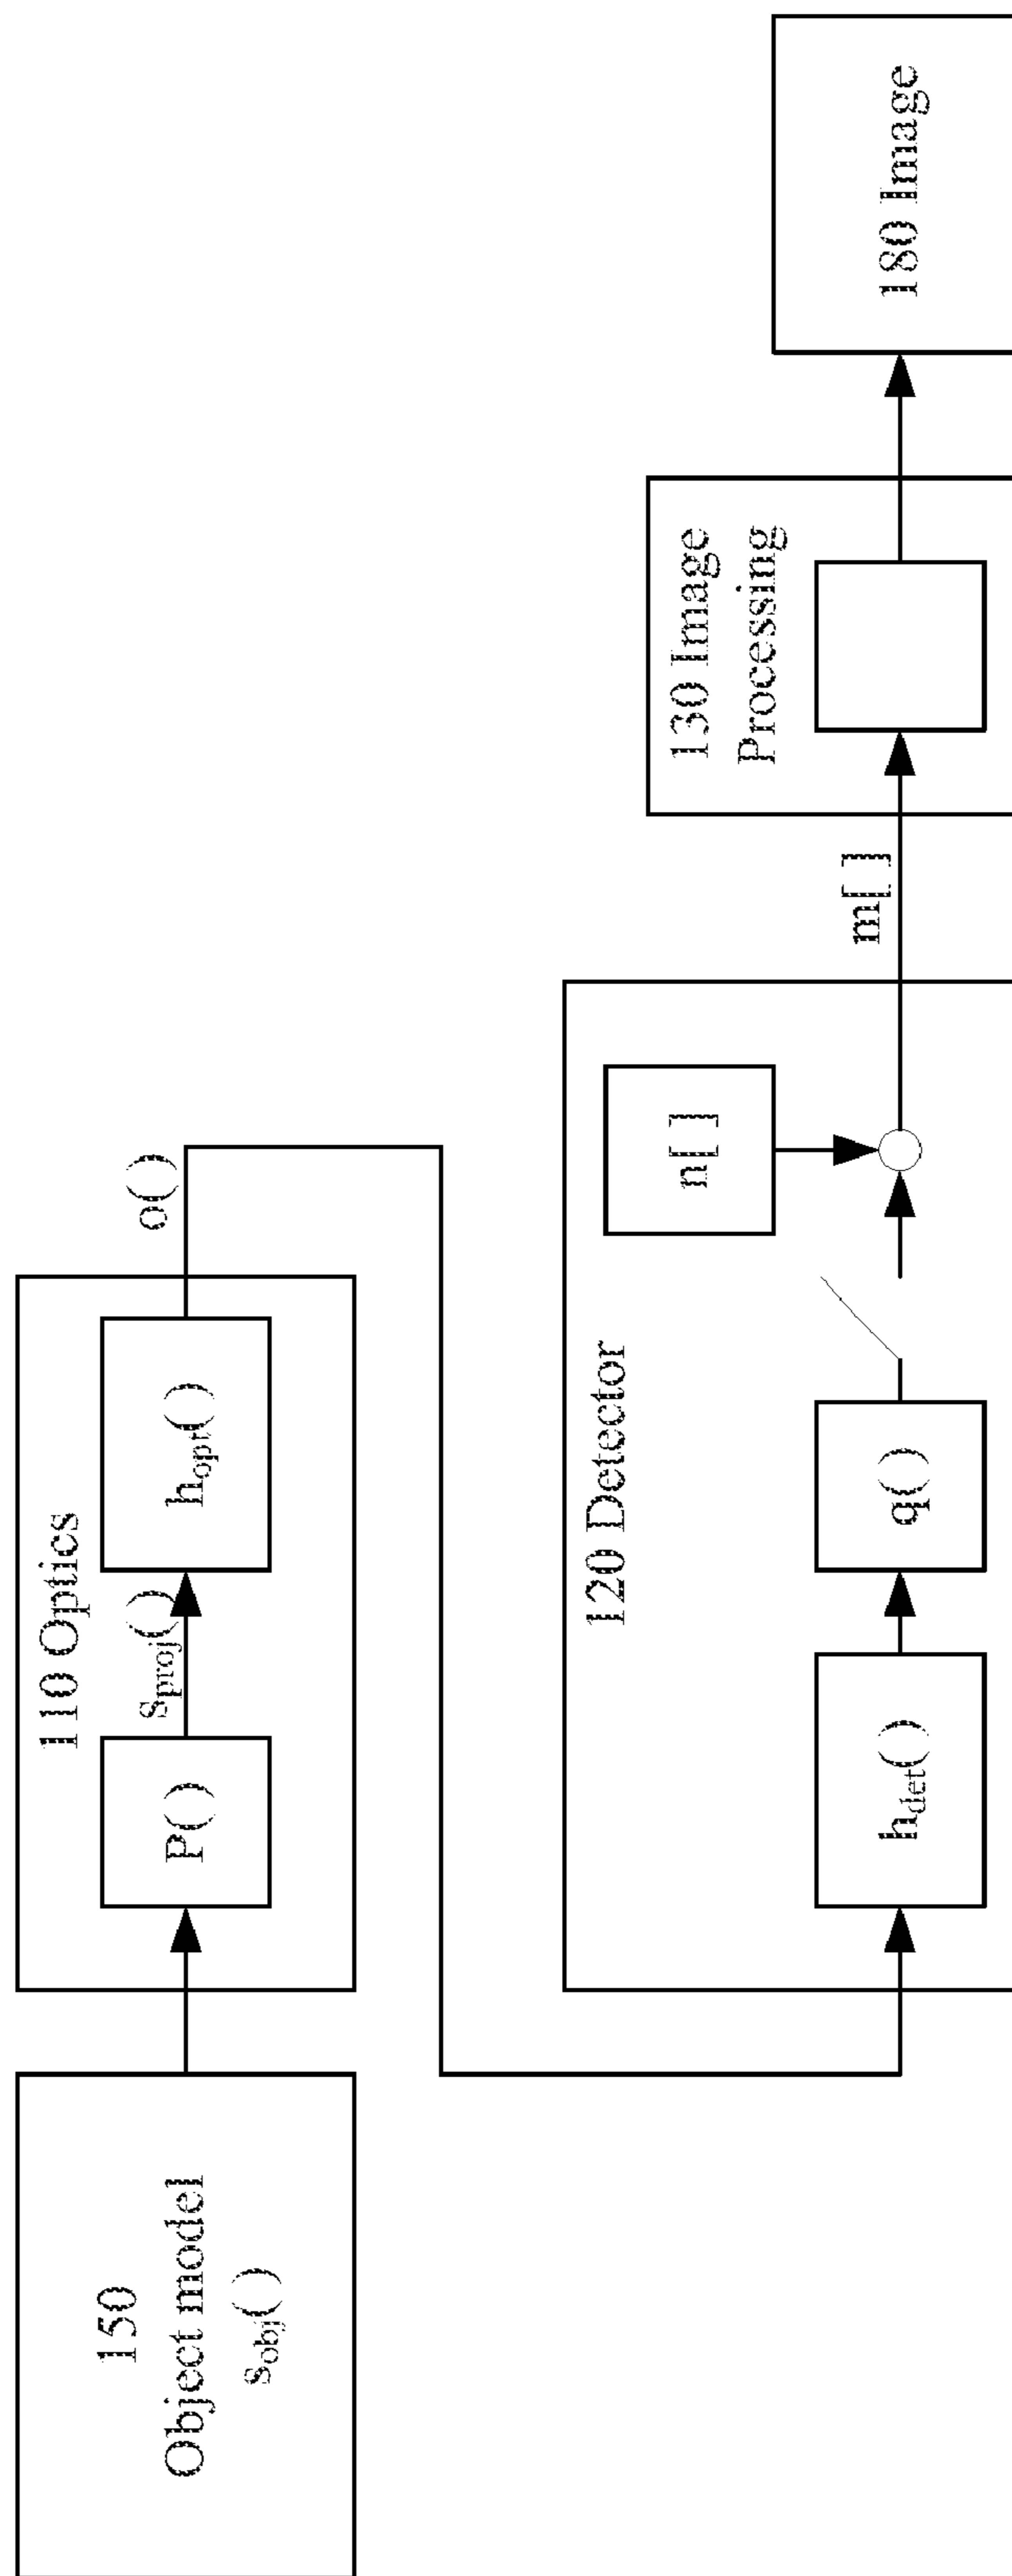 150
Object model
s_obj()
110 Optics
P()
s_proj()
h_opt()
o()
120 Detector
h_det()
q()
n[ ]
m[ ]
130 Image
Processing
180 Image